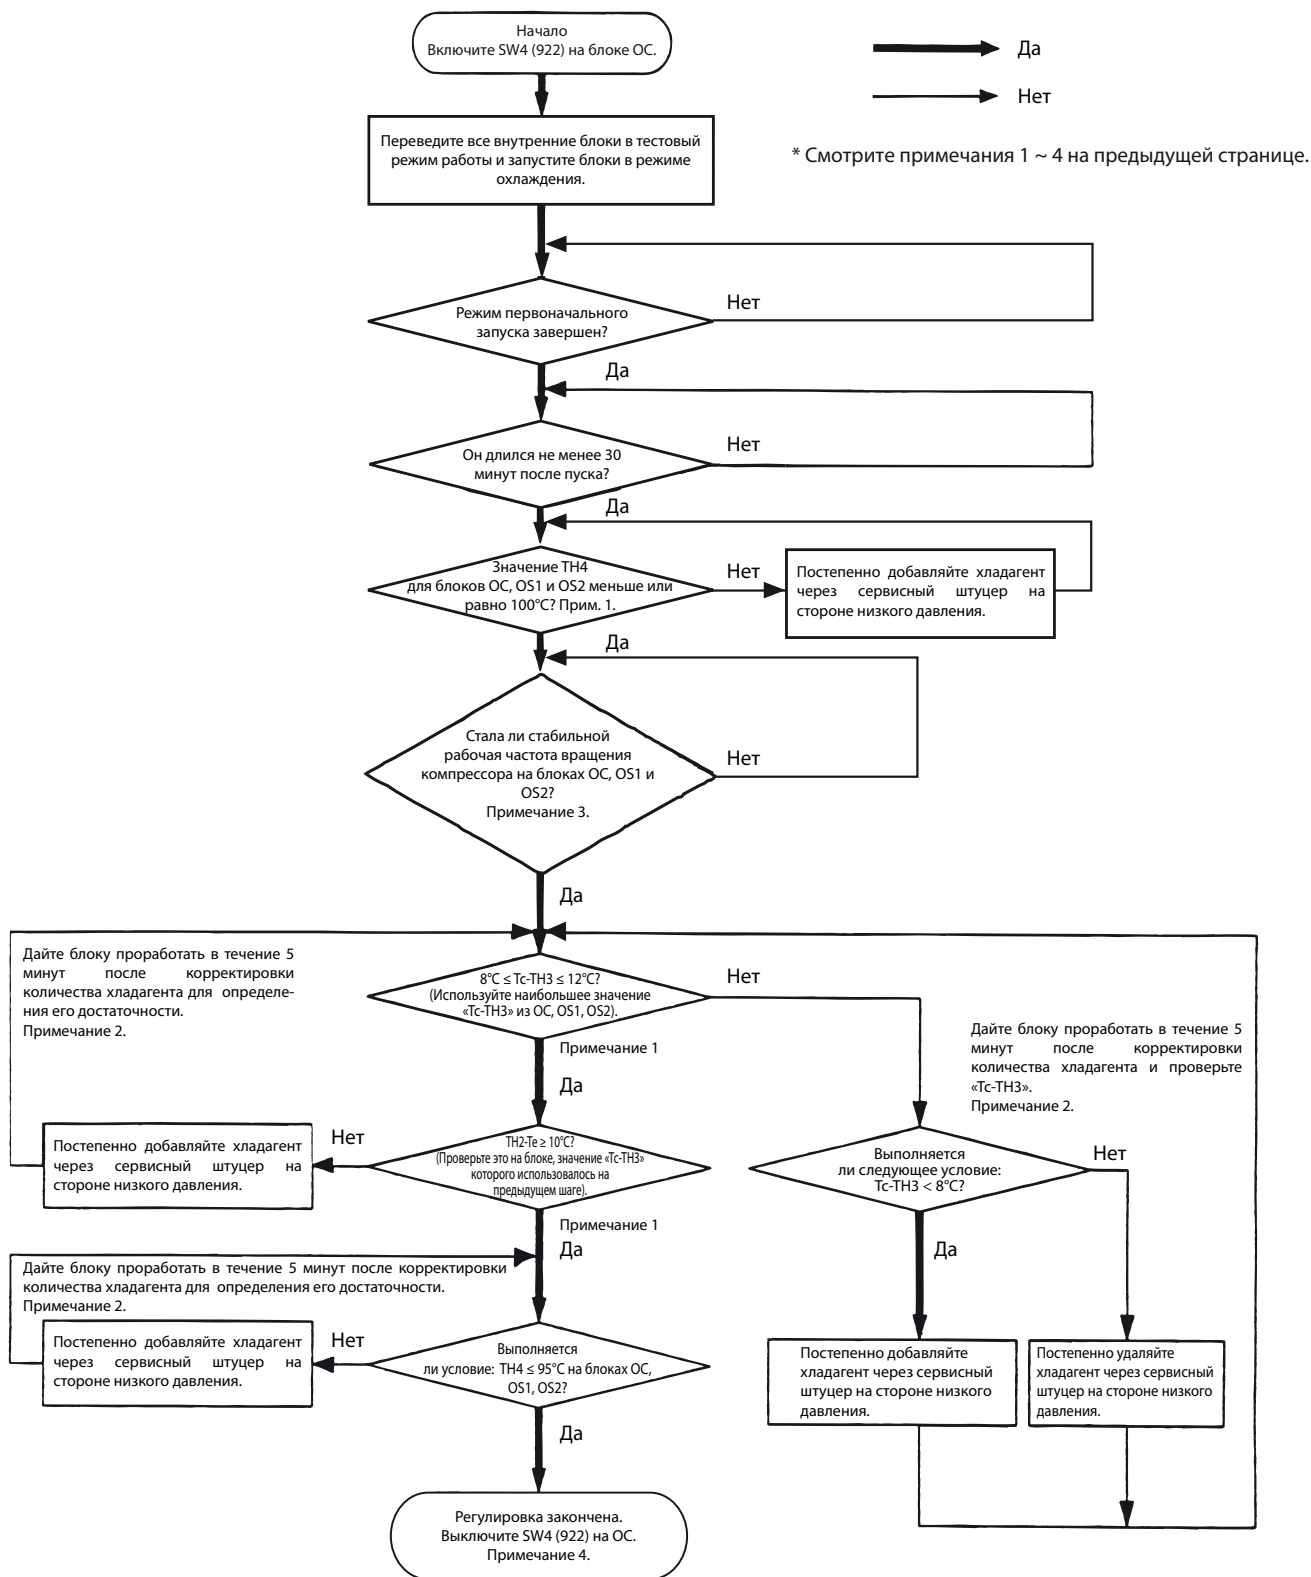 Начало
Включите SW4 (922) на блоке ОС.
Да
Нет
* Смотрите примечания 1 ~ 4 на предыдущей странице.
Переведите все внутренние блоки в тестовый
режим работы и запустите блоки в режиме
охлаждения.
Режим первоначального
запуска завершен?
Нет
Да
Он длился не менее 30
минут после пуска?
Нет
Да
Значение TH4
для блоков ОС, OS1 и OS2 меньше или
равно 100°C? Прим. 1.
Нет
Постепенно добавляйте хладагент
через сервисный штуцер на
стороне низкого давления.
Да
Стала ли стабильной
рабочая частота вращения
компрессора на блоках ОС, OS1 и
OS2?
Примечание 3.
Нет
Да
Дайте блоку проработать в течение 5
минут после корректировки
количества хладагента для определе-
ния его достаточности.
Примечание 2.
8°C ≤ Tc-TH3 ≤ 12°C?
(Используйте наибольшее значение
«Tc-TH3» из ОС, OS1, OS2).
Нет
Примечание 1
Да
Дайте блоку проработать в течение 5
минут после корректировки
количества хладагента и проверьте
«Tc-TH3».
Примечание 2.
Постепенно добавляйте хладагент
через сервисный штуцер на
стороне низкого давления.
Нет
TH2-Te ≥ 10°C?
(Проверьте это на блоке, значение «Tc-TH3»
которого использовалось на
предыдущем шаге).
Выполняется
ли следующее условие:
Tc-TH3 < 8°C?
Нет
Примечание 1
Да
Да
Дайте блоку проработать в течение 5 минут после корректировки
количества хладагента для определения его достаточности.
Примечание 2.
Постепенно добавляйте хладагент
через сервисный штуцер на
стороне низкого давления.
Нет
Выполняется
ли условие: TH4 ≤ 95°C на блоках ОС,
OS1, OS2?
Постепенно добавляйте
хладагент через сервисный
штуцер на стороне низкого
давления.
Постепенно удаляйте
хладагент через сервисный
штуцер на стороне низкого
давления.
Да
Регулировка закончена.
Выключите SW4 (922) на ОС.
Примечание 4.